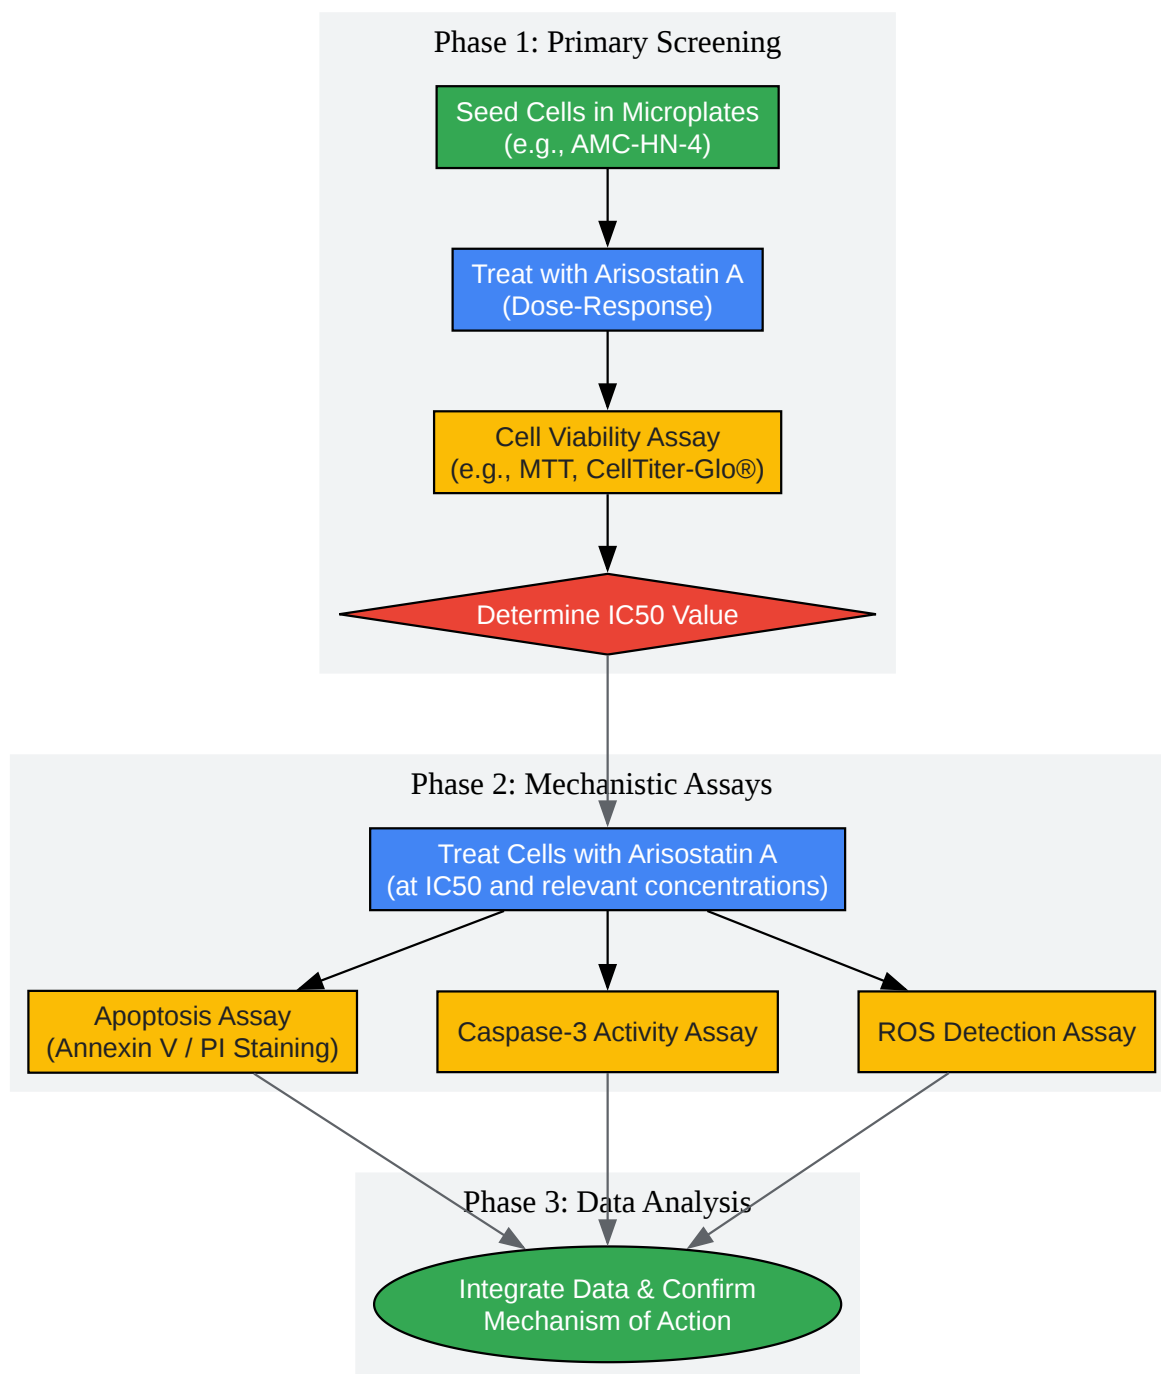 Phase 1: Primary Screening
Seed Cells in Microplates
(e.g., AMC-HN-4)
Treat with Arisostatin A
(Dose-Response)
Cell Viability Assay
(e.g., MTT, CellTiter-Glo®)
Determine IC50 Value
Phase 2: Mechanistic Assays
Treat Cells with Arisostatin A
(at IC50 and relevant concentrations)
Apoptosis Assay
(Annexin V / PI Staining)
Caspase-3 Activity Assay
ROS Detection Assay
Phase 3: Data Analysis
Integrate Data & Confirm
Mechanism of Action